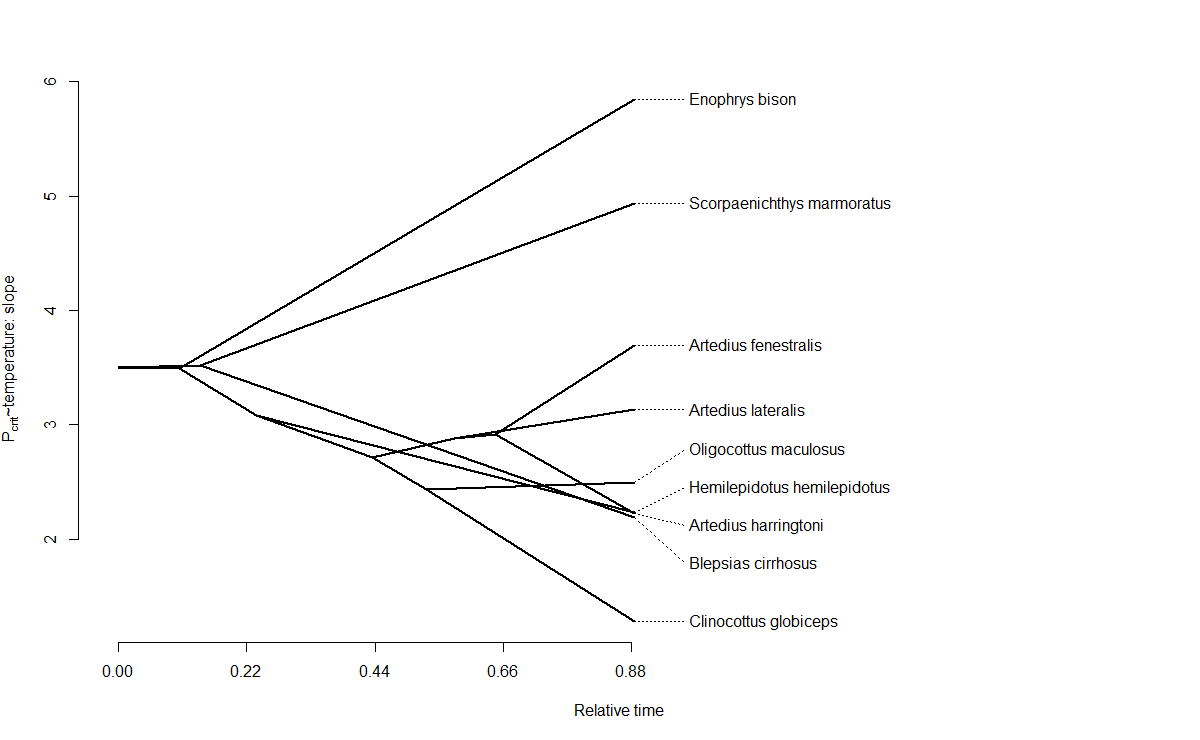 6
5
4
3
2
Pcrit~temperature: slope
Enophrys bison
Scorpaenichthys marmoratus
Artedius fenestralis
Artedius lateralis
Oligocottus maculosus
Hemilepidotus hemilepidotus
Artedius harringtoni
Blepsias cirrhosus
Clinocottus globiceps
0.00 0.22 0.44 0.66 0.88
Relative time